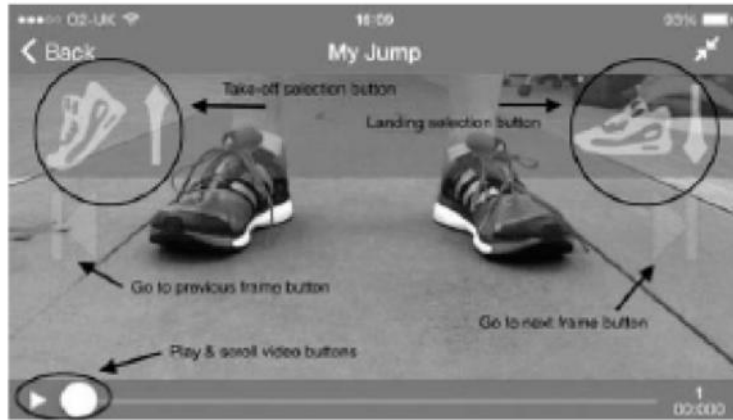 O2-UK 16:09 93%
Back My Jump
Take-off selection button
Landing selection button
Go to previous frame button
Go to next frame button
Play & scroll video buttons
1
00:000